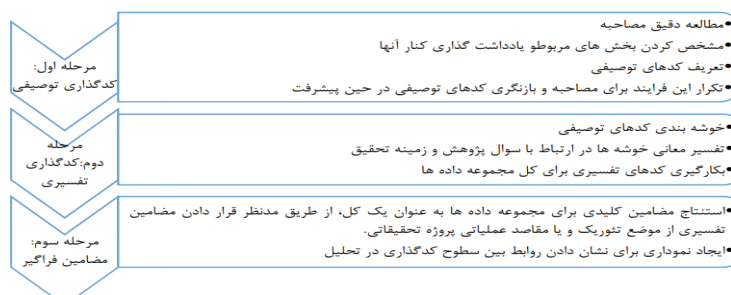 مرحله اول:
کدگذاری توصیفی
•مطالعه دقیق مصاحبه
•مشخص کردن بخش های مربوطو یادداشت گذاری کنار آنها
•تعریف کدهای توصیفی
•تکرار این فرایند برای مصاحبه و بازنگری کدهای توصیفی در حین پیشرفت
مرحله
دوم:کدگذاری
تفسیری
•خوشه بندی کدهای توصیفی
•تفسیر معانی خوشه ها در ارتباط با سوال پژوهش و زمینه تحقیق
•بکارگیری کدهای تفسیری برای کل مجموعه داده ها
مرحله سوم:
مضامین فراگیر
•استنتاج مضامین کلیدی برای مجموعه داده ها به عنوان یک کل، از طریق مدنظر قرار دادن مضامین
تفسیری از موضع تئوریک و یا مقاصد عملیاتی پروژه تحقیقاتی.
•ایجاد نموداری برای نشان دادن روابط بین سطوح کدگذاری در تحلیل